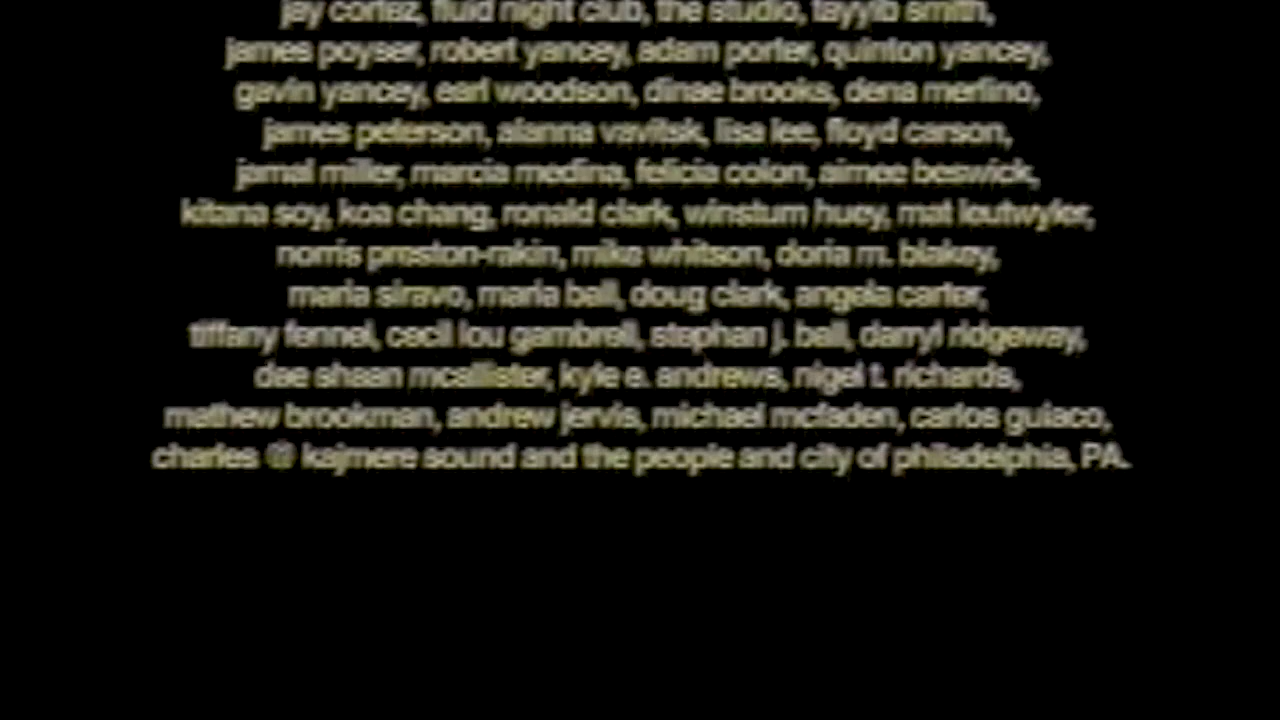 jay cortez, fluid night club, the studio, tayyib smith,
james poyser, robert yancey, adam porter, quinton yancey,
gavin yancey, earl woodson, dinae brooks, dena merlino,
james peterson, alanna vavitsk, lisa lee, floyd carson,
jamal miller, marcia medina, felicia colon, aimee beswick,
kitana soy, koa chang, ronald clark, winstum huey, mat leutwyler,
norris preston-rakin, mike whitson, doria m. blakey,
maria siravo, maria ball, doug clark, angela carter,
tiffany fennel, cecil lou gambrell, stephan j. ball, darryl ridgeway,
dae shaan mcallister, kyle e. andrews, nigel t. richards,
mathew brookman, andrew jervis, michael mcfaden, carlos guiaco,
charles @ kajmere sound and the people and city of philadelphia, PA.